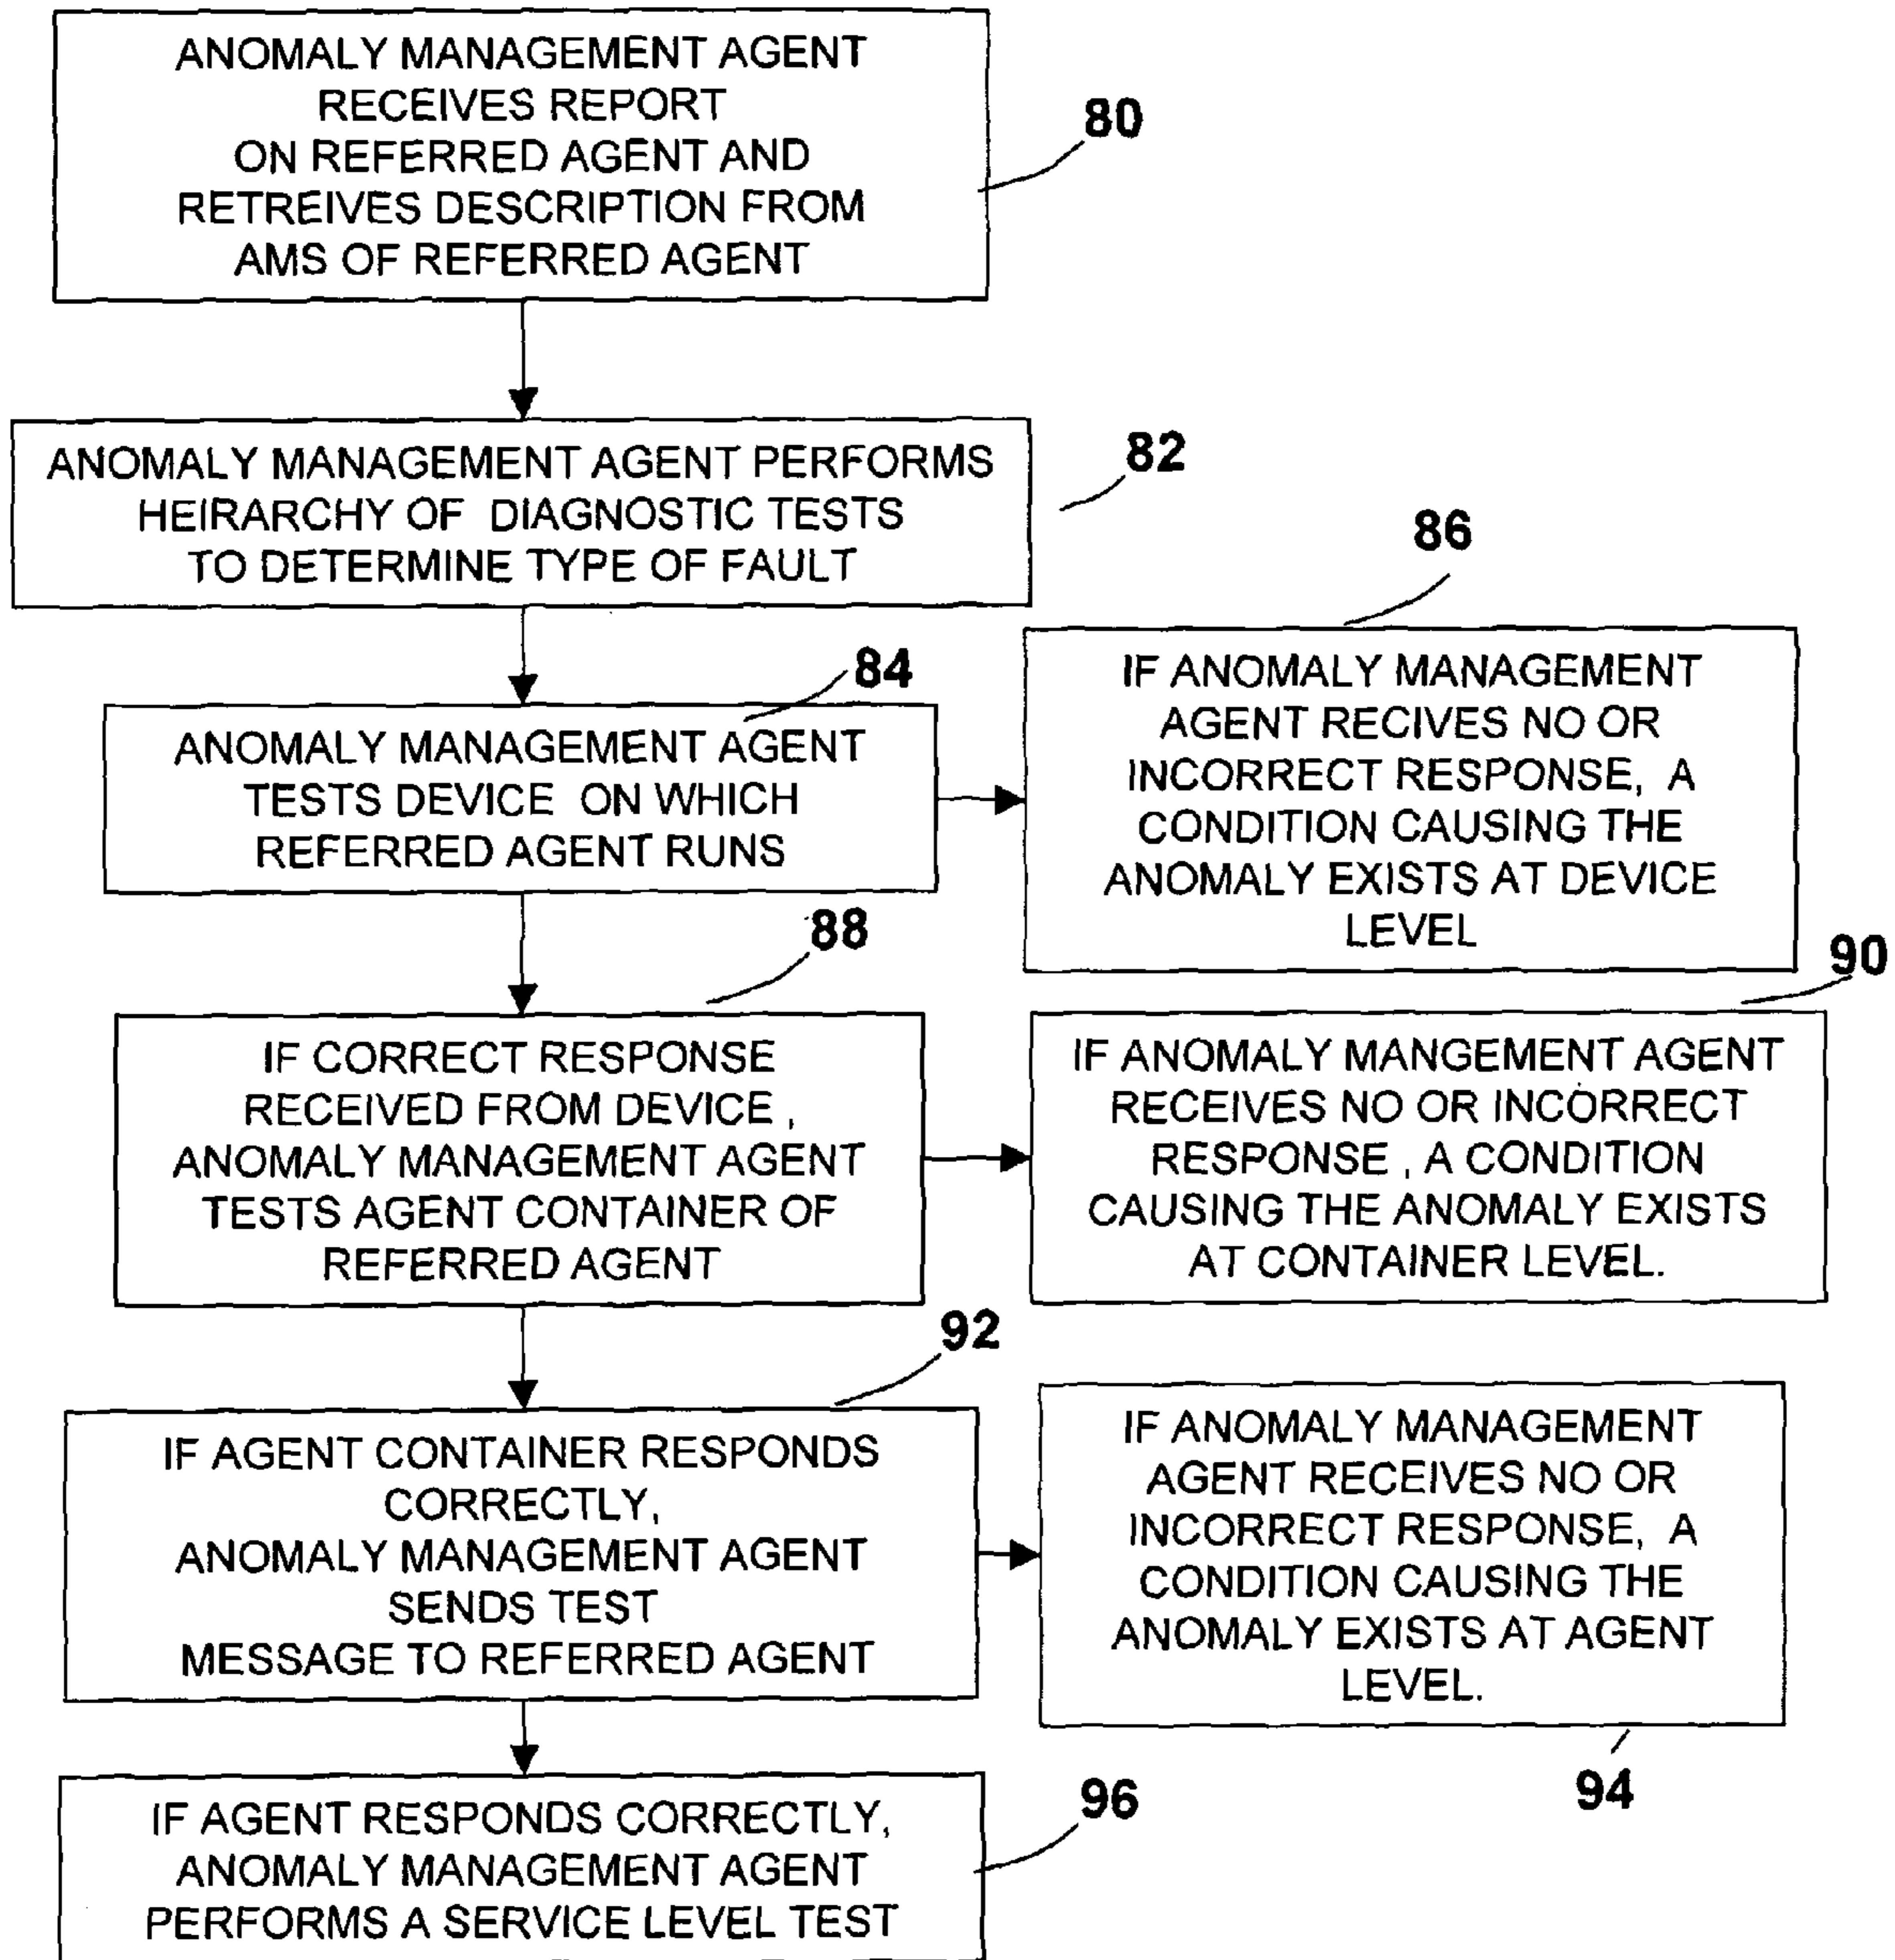 ANOMALY MANAGEMENT AGENT
RECEIVES REPORT
ON REFERRED AGENT AND
RETREIVES DESCRIPTION FROM
AMS OF REFERRED AGENT
80
ANOMALY MANAGEMENT AGENT PERFORMS
HEIRARCHY OF DIAGNOSTIC TESTS
TO DETERMINE TYPE OF FAULT
82
ANOMALY MANAGEMENT AGENT
TESTS DEVICE ON WHICH
REFERRED AGENT RUNS
84
IF ANOMALY MANAGEMENT
AGENT RECIVES NO OR
INCORRECT RESPONSE, A
CONDITION CAUSING THE
ANOMALY EXISTS AT DEVICE
LEVEL
86
IF CORRECT RESPONSE
RECEIVED FROM DEVICE ,
ANOMALY MANAGEMENT AGENT
TESTS AGENT CONTAINER OF
REFERRED AGENT
88
IF ANOMALY MANGEMENT AGENT
RECEIVES NO OR INCORRECT
RESPONSE , A CONDITION
CAUSING THE ANOMALY EXISTS
AT CONTAINER LEVEL.
90
IF AGENT CONTAINER RESPONDS
CORRECTLY,
ANOMALY MANAGEMENT AGENT
SENDS TEST
MESSAGE TO REFERRED AGENT
92
IF ANOMALY MANAGEMENT
AGENT RECEIVES NO OR
INCORRECT RESPONSE, A
CONDITION CAUSING THE
ANOMALY EXISTS AT AGENT
LEVEL.
94
IF AGENT RESPONDS CORRECTLY,
ANOMALY MANAGEMENT AGENT
PERFORMS A SERVICE LEVEL TEST
96